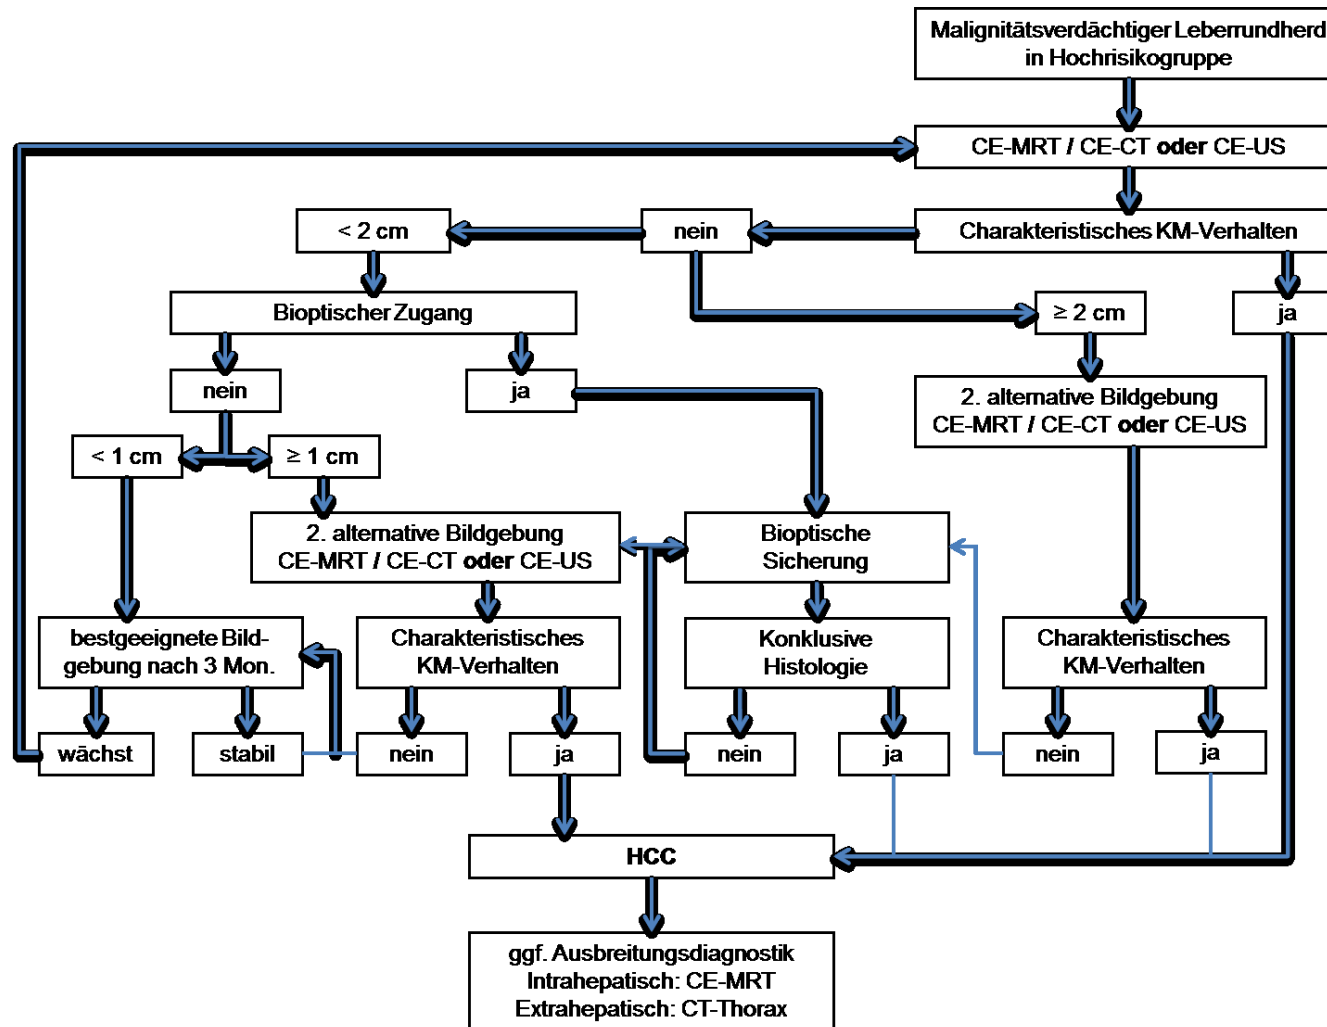 Malignitätsverdächtiger Leberrundherd
in Hochrisikogruppe
CE-MRT / CE-CT oder CE-US
< 2 cm
nein
Charakteristisches KM-Verhalten
Bioptischer Zugang
≥ 2 cm
ja
nein
ja
2. alternative Bildgebung
CE-MRT / CE-CT oder CE-US
< 1 cm
≥ 1 cm
2. alternative Bildgebung
CE-MRT / CE-CT oder CE-US
Bioptische
Sicherung
bestgeeignete Bild-
gebung nach 3 Mon.
Charakteristisches
KM-Verhalten
Konklusive
Histologie
Charakteristisches
KM-Verhalten
wächst
stabil
nein
ja
nein
ja
nein
ja
HCC
ggf. Ausbreitungsdiagnostik
Intrahepatisch: CE-MRT
Extrahepatisch: CT-Thorax